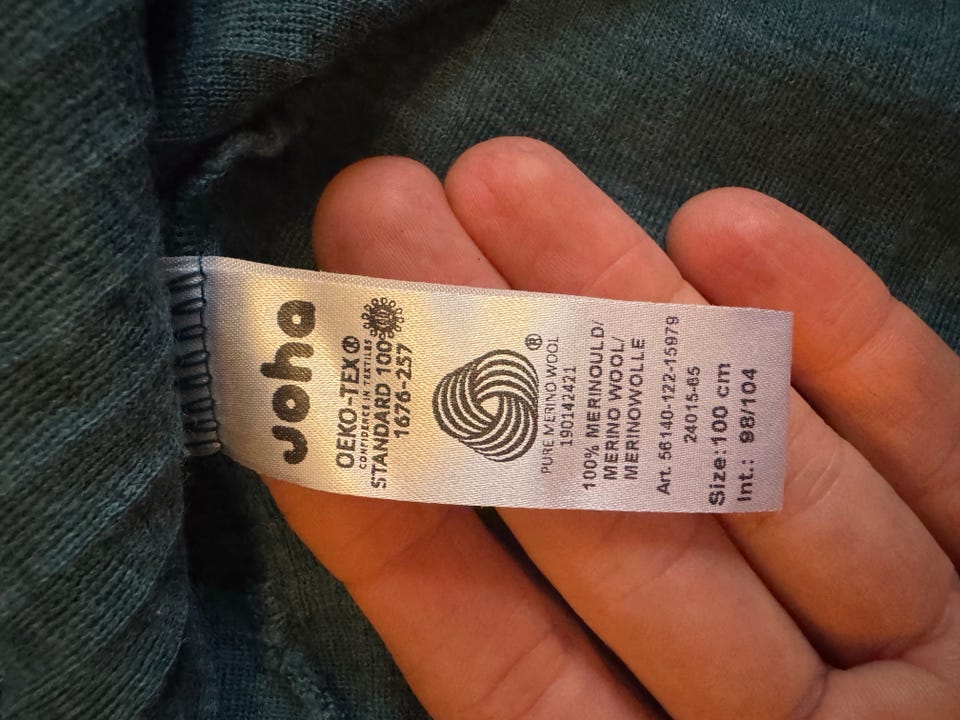 Joha
OEKO-TEX®
CONFIDENCE IN TEXTILES
STANDARD 100
1676-257
®
PURE MERINO WOOL
190142421
100% MERINOULD/
MERINO WOOL/
MERINOWOLLE
Art. 56140-122-15979
24015-65
Size:100 cm
Int.: 98/104